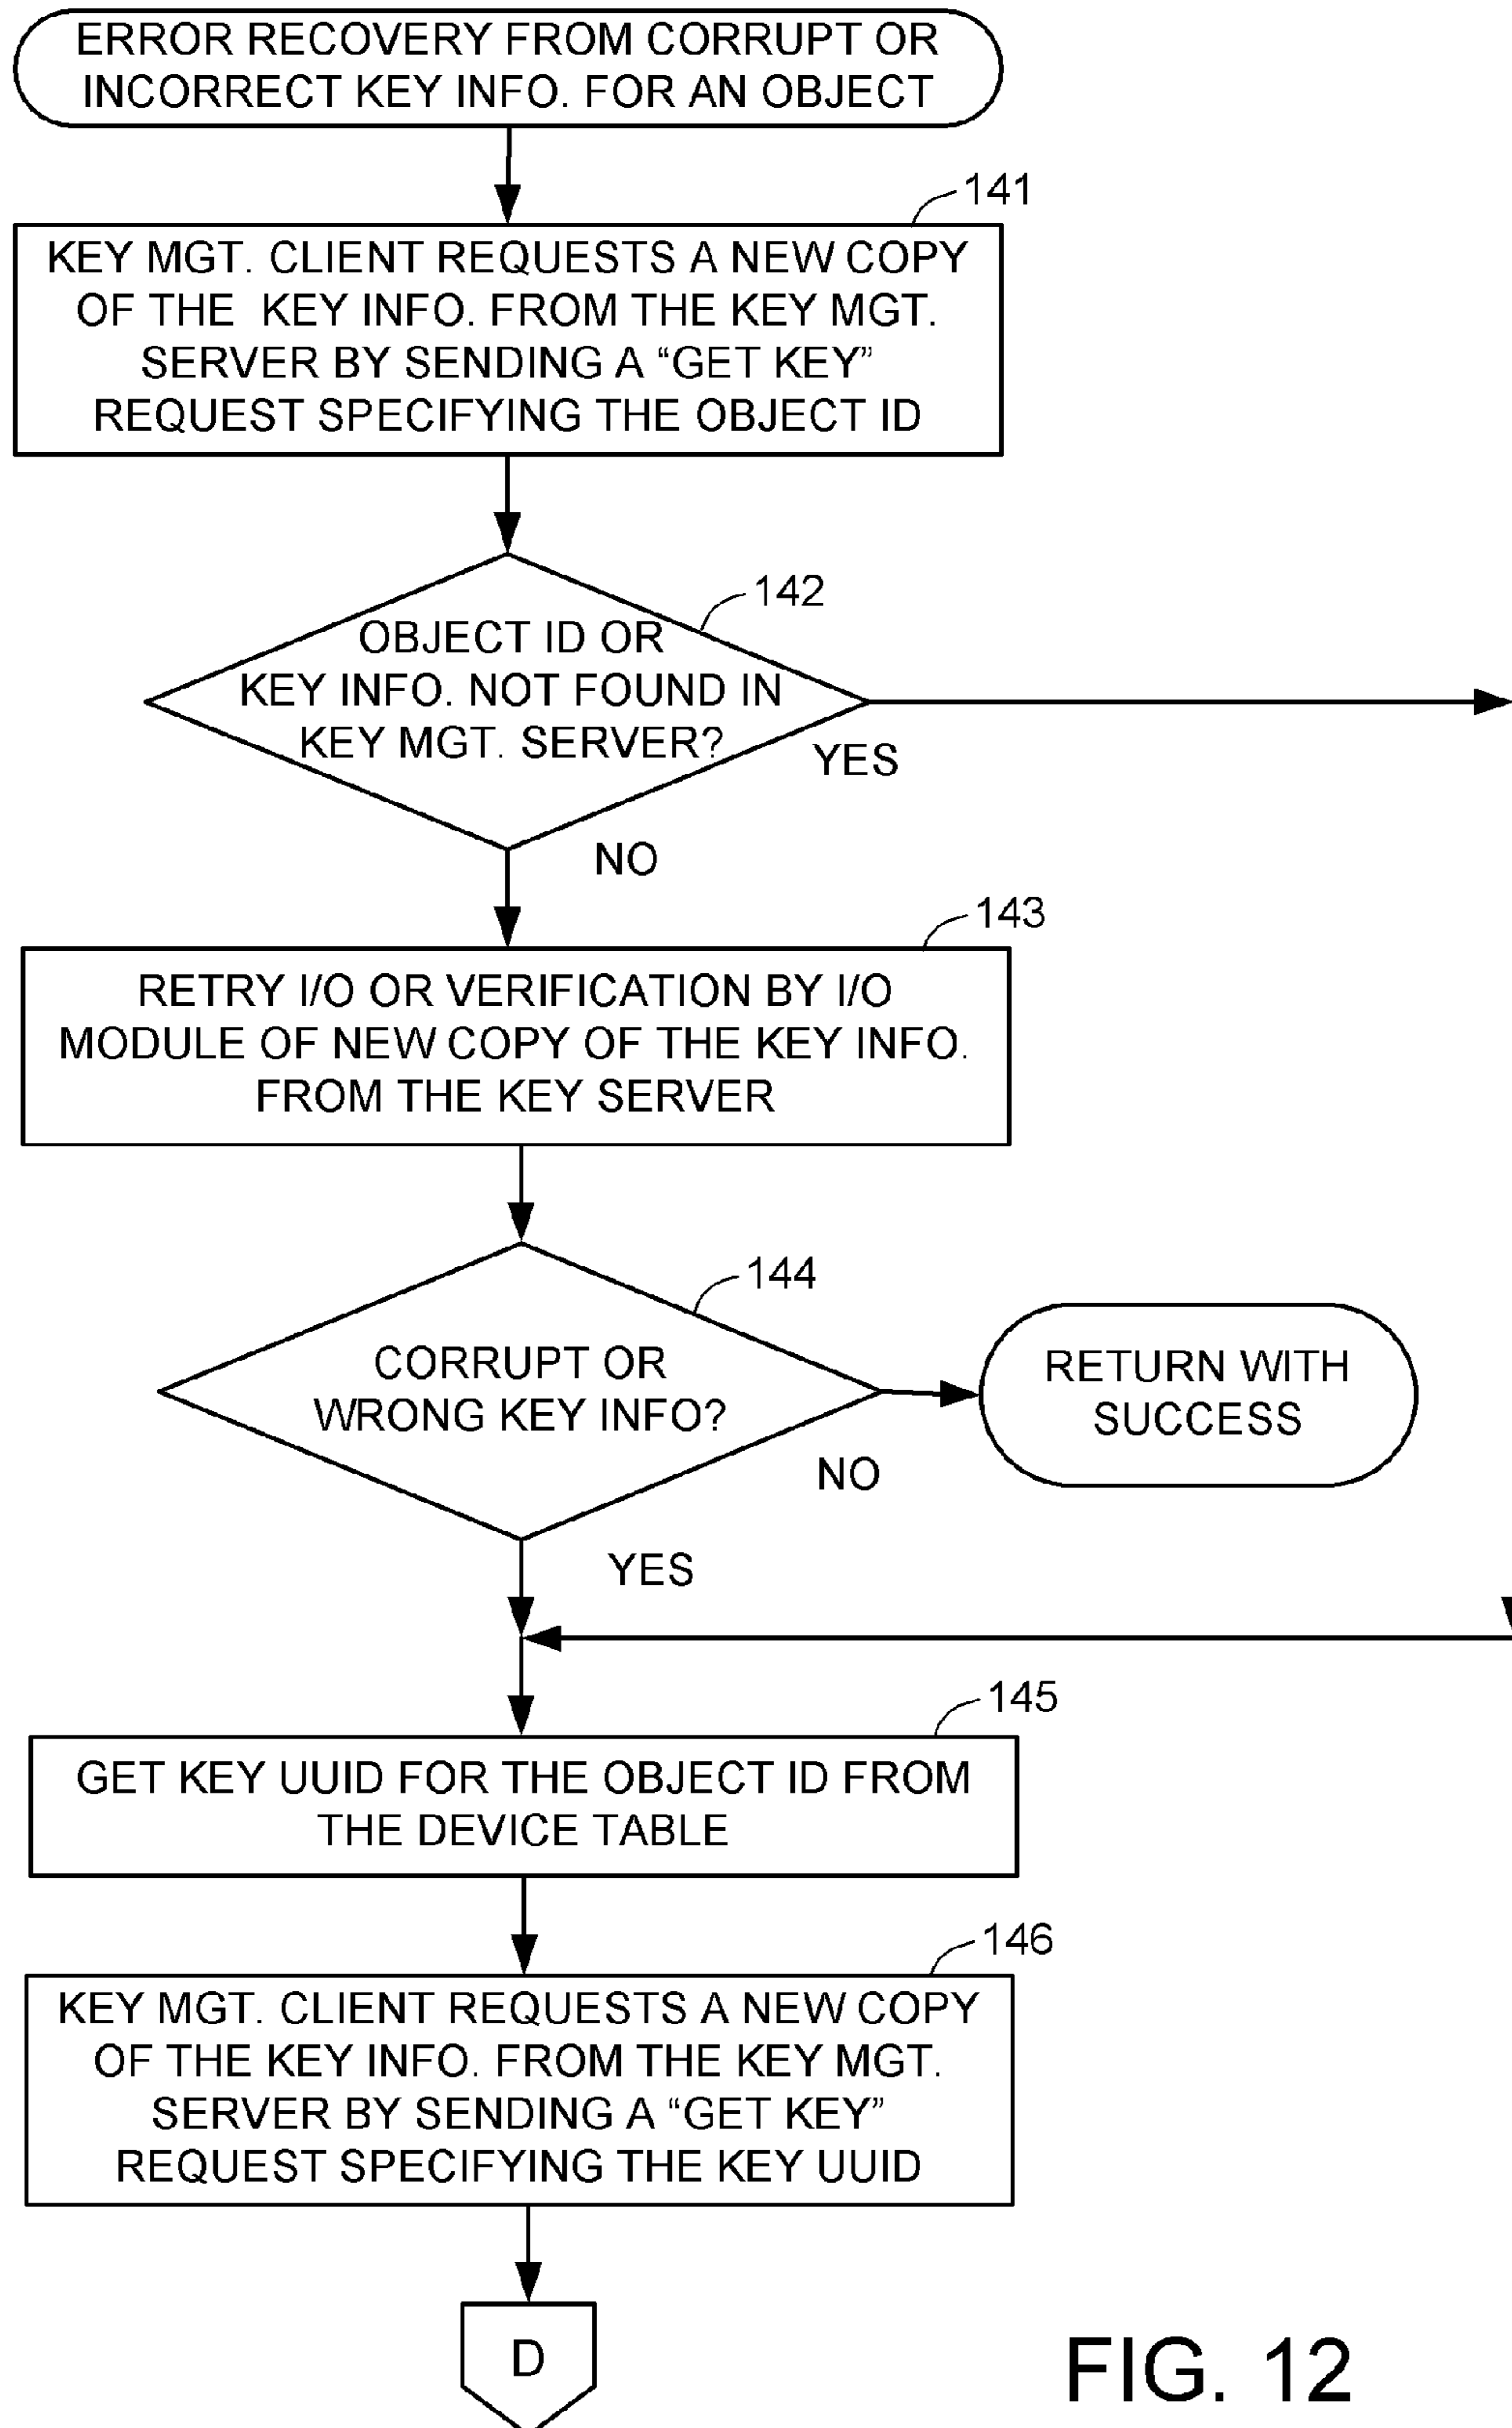 ERROR RECOVERY FROM CORRUPT OR
INCORRECT KEY INFO. FOR AN OBJECT
141
KEY MGT. CLIENT REQUESTS A NEW COPY
OF THE KEY INFO. FROM THE KEY MGT.
SERVER BY SENDING A “GET KEY”
REQUEST SPECIFYING THE OBJECT ID
142
OBJECT ID OR
KEY INFO. NOT FOUND IN
KEY MGT. SERVER?
YES
NO
143
RETRY I/O OR VERIFICATION BY I/O
MODULE OF NEW COPY OF THE KEY INFO.
FROM THE KEY SERVER
144
CORRUPT OR
WRONG KEY INFO?
RETURN WITH
SUCCESS
NO
YES
145
GET KEY UUID FOR THE OBJECT ID FROM
THE DEVICE TABLE
146
KEY MGT. CLIENT REQUESTS A NEW COPY
OF THE KEY INFO. FROM THE KEY MGT.
SERVER BY SENDING A “GET KEY”
REQUEST SPECIFYING THE KEY UUID
D
FIG. 12